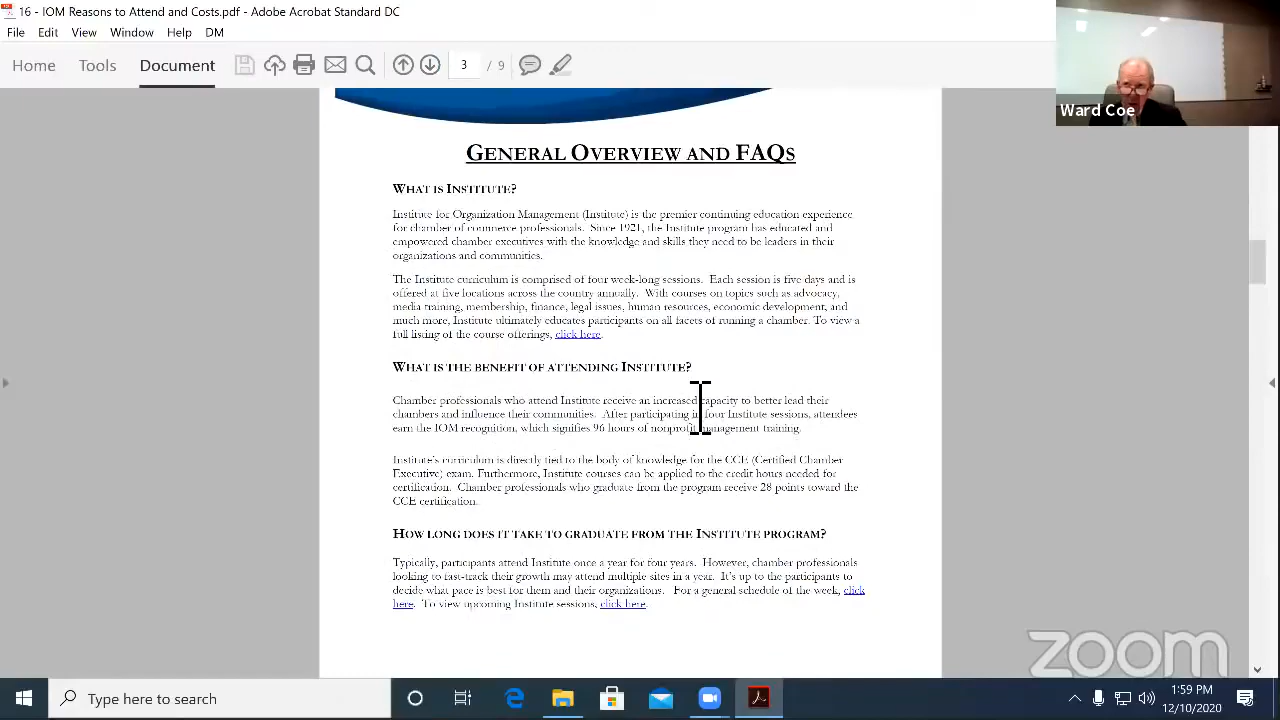 16 - IOM Reasons to Attend and Costs.pdf - Adobe Acrobat Standard DC
File Edit View Window Help DM
Home Tools Document 3 / 9
Ward Coe
GENERAL OVERVIEW AND FAQS
WHAT IS INSTITUTE?
Institute for Organization Management (Institute) is the premier continuing education experience
for chamber of commerce professionals. Since 1921, the Institute program has educated and
empowered chamber executives with the knowledge and skills they need to be leaders in their
organizations and communities.
The Institute curriculum is comprised of four week-long sessions. Each session is five days and is
offered at five locations across the country annually. With courses on topics such as advocacy,
media training, membership, finance, legal issues, human resources, economic development, and
much more, Institute ultimately educates participants on all facets of running a chamber. To view a
full listing of the course offerings, click here.
WHAT IS THE BENEFIT OF ATTENDING INSTITUTE?
Chamber professionals who attend Institute receive an increased capacity to better lead their
chambers and influence their communities. After participating in four Institute sessions, attendees
earn the IOM recognition, which signifies 96 hours of nonprofit management training.
Institute's curriculum is directly tied to the body of knowledge for the CCE (Certified Chamber
Executive) exam. Furthermore, Institute courses can be applied to the credit hours needed for
certification. Chamber professionals who graduate from the program receive 28 points toward the
CCE certification.
HOW LONG DOES IT TAKE TO GRADUATE FROM THE INSTITUTE PROGRAM?
Typically, participants attend Institute once a year for four years. However, chamber professionals
looking to fast-track their growth may attend multiple sites in a year. It's up to the participants to
decide what pace is best for them and their organizations. For a general schedule of the week, click
here. To view upcoming Institute sessions, click here.
zoom
Type here to search
1:59 PM
12/10/2020